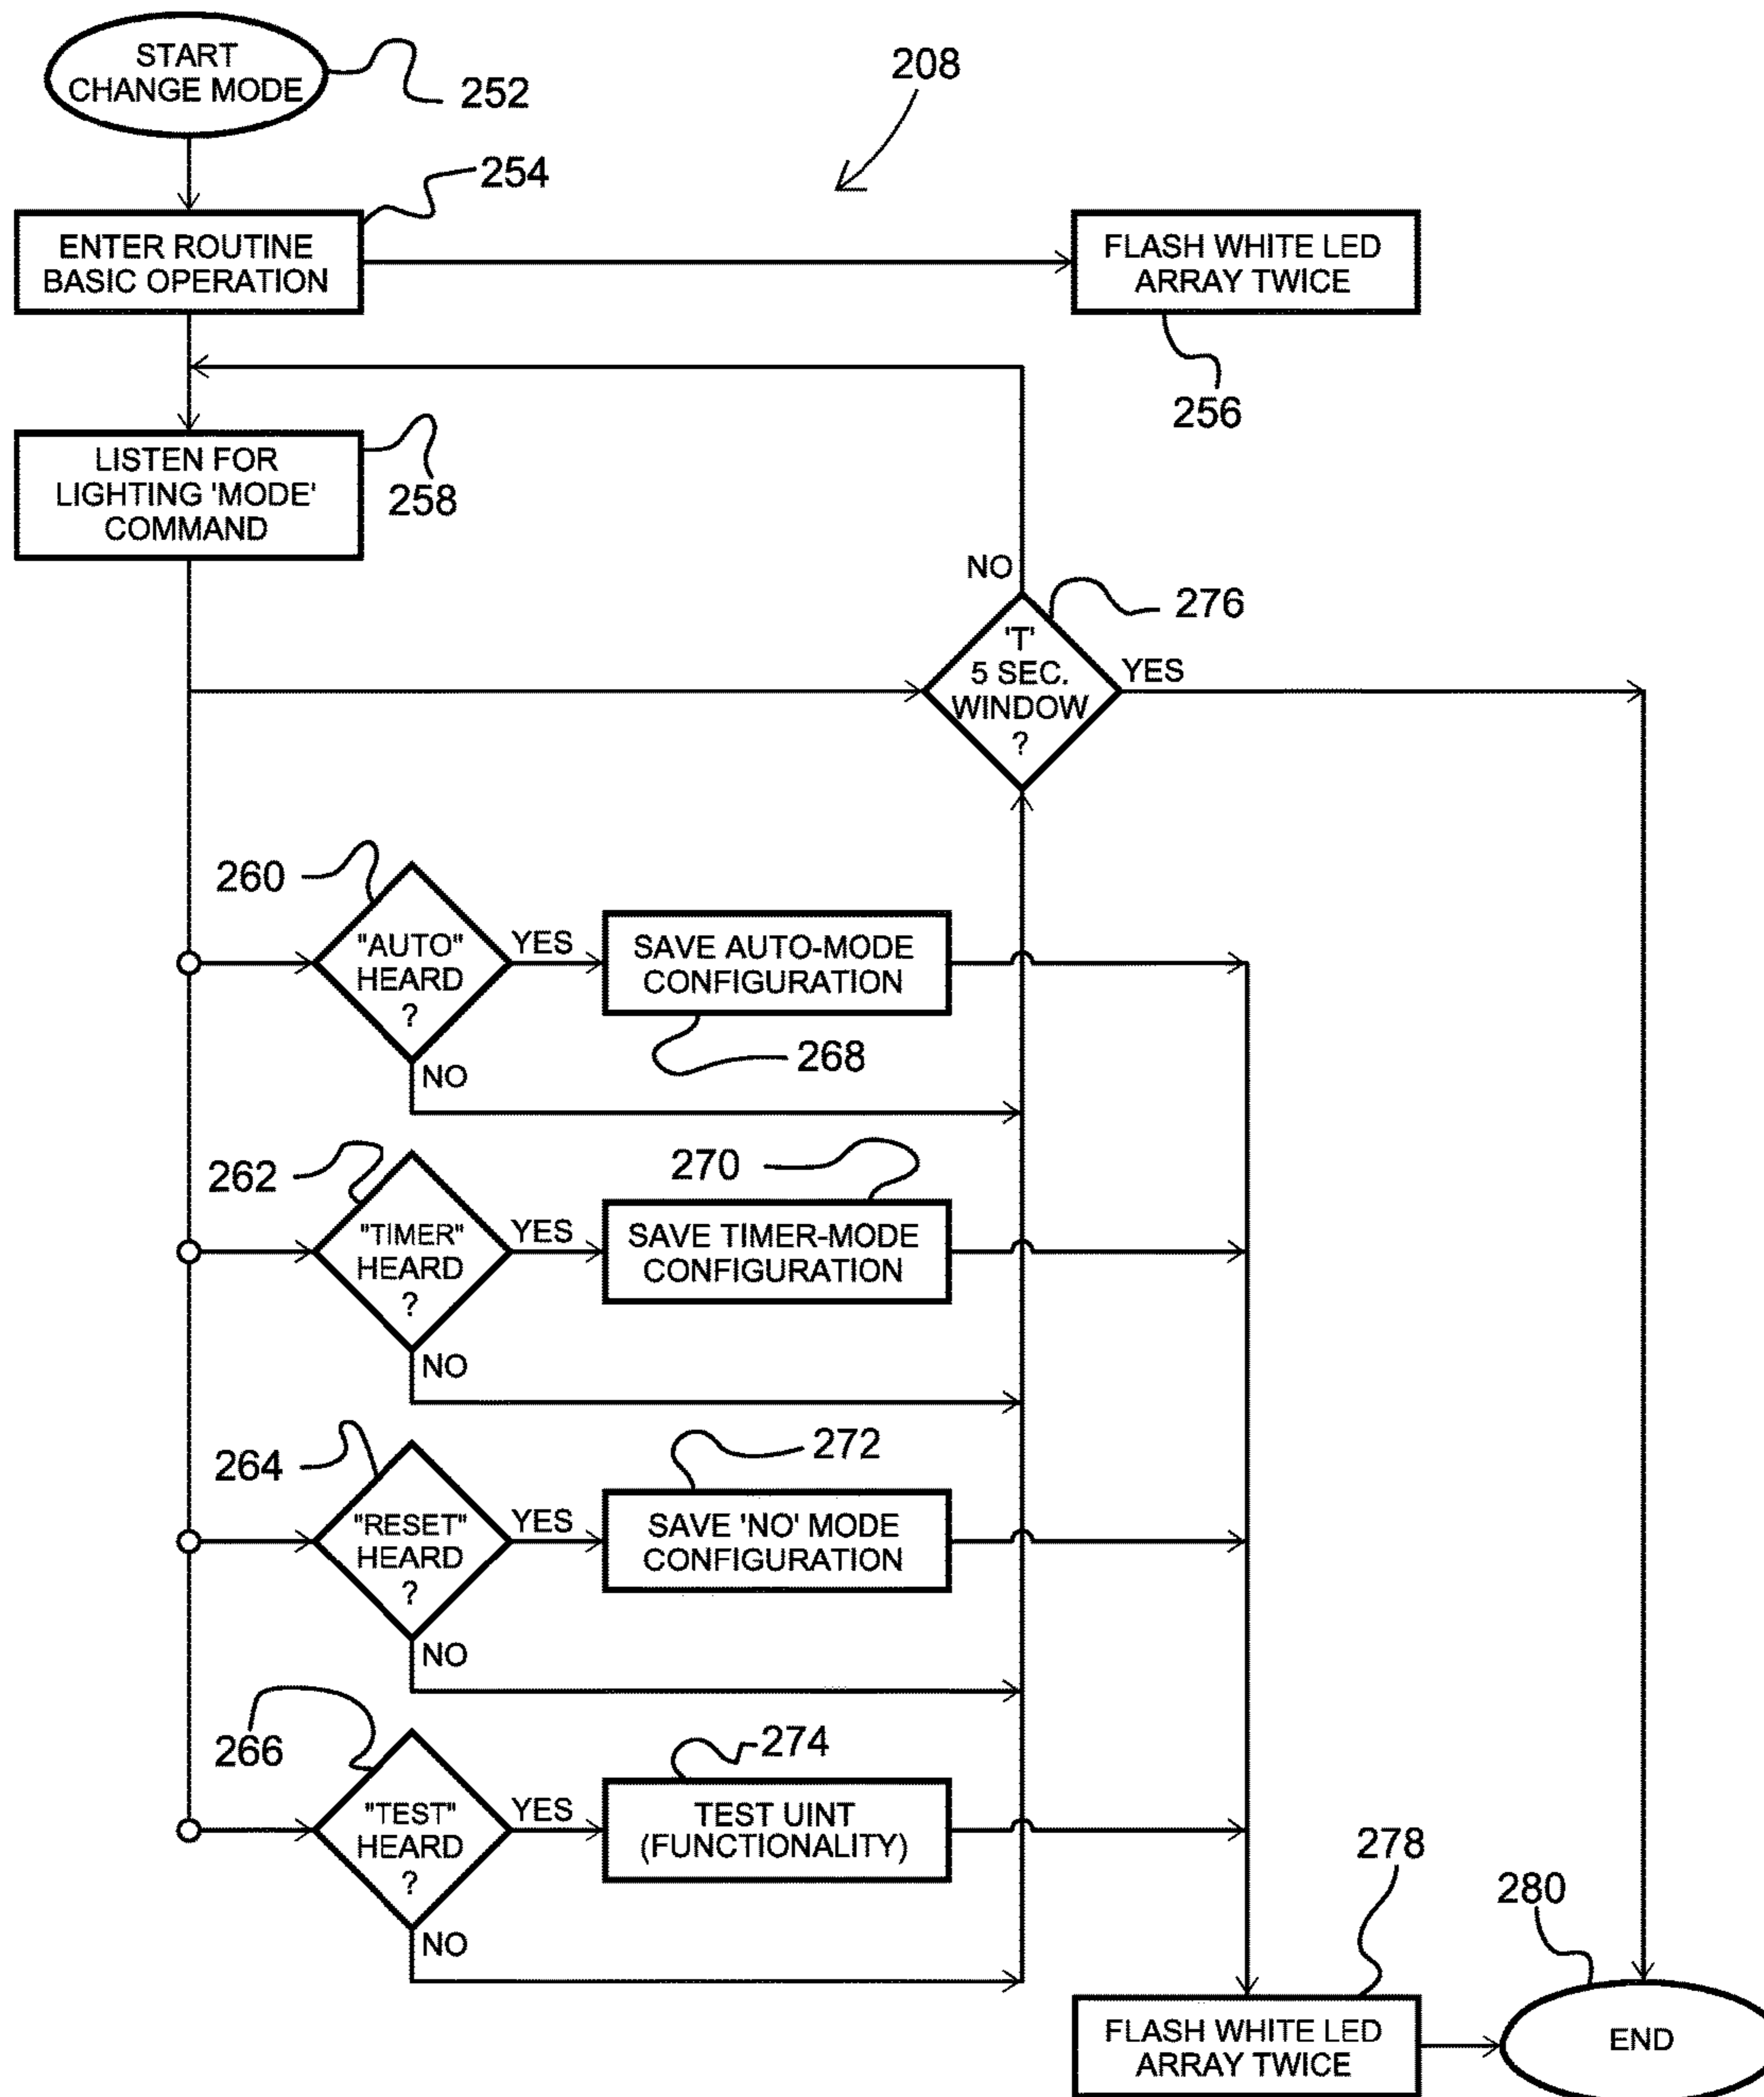 START
CHANGE MODE
252
208
254
ENTER ROUTINE
BASIC OPERATION
FLASH WHITE LED
ARRAY TWICE
256
LISTEN FOR
LIGHTING 'MODE'
COMMAND
258
NO
276
'T'
5 SEC.
WINDOW
?
YES
260
"AUTO"
HEARD
?
YES
SAVE AUTO-MODE
CONFIGURATION
268
NO
262
270
"TIMER"
HEARD
?
YES
SAVE TIMER-MODE
CONFIGURATION
NO
264
272
"RESET"
HEARD
?
YES
SAVE 'NO' MODE
CONFIGURATION
NO
266
274
"TEST"
HEARD
?
YES
TEST UINT
(FUNCTIONALITY)
NO
278
280
FLASH WHITE LED
ARRAY TWICE
END